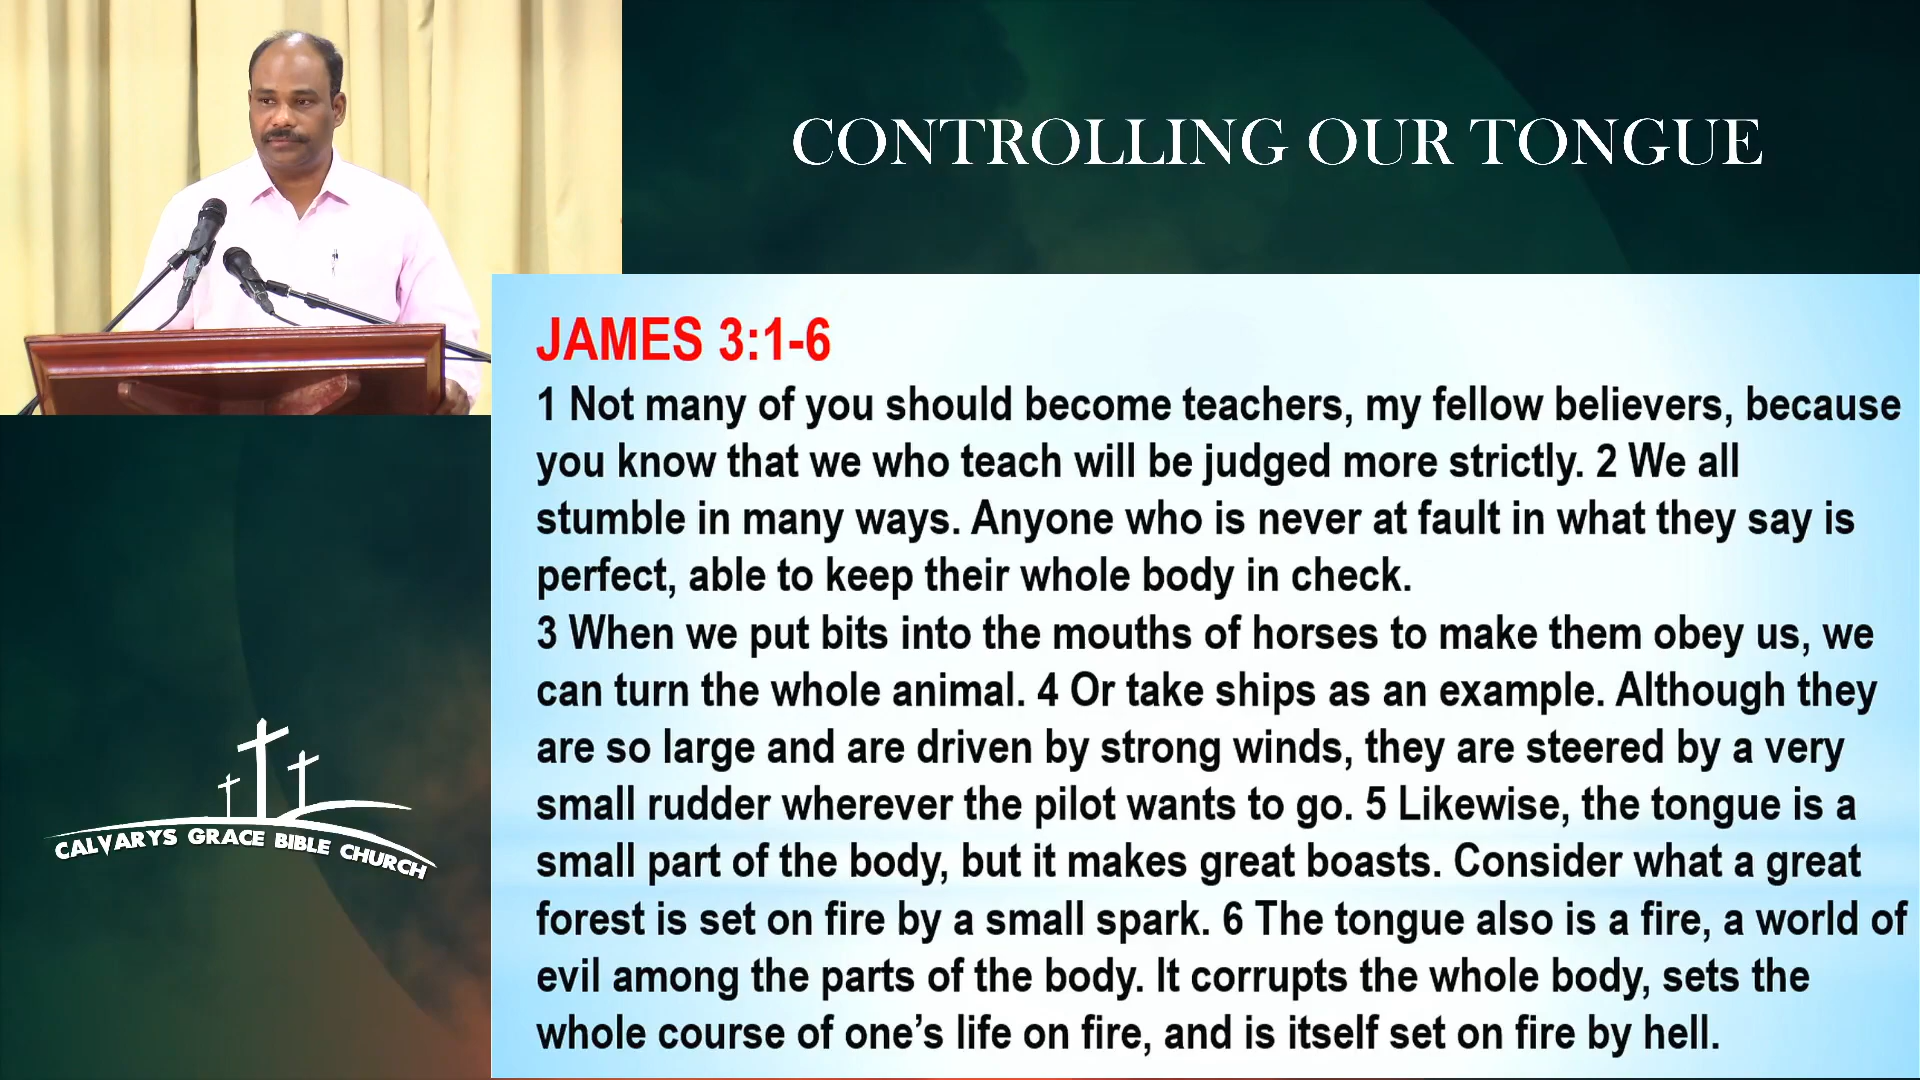 CONTROLLING OUR TONGUE
JAMES 3:1-6
1 Not many of you should become teachers, my fellow believers, because
you know that we who teach will be judged more strictly. 2 We all
stumble in many ways. Anyone who is never at fault in what they say is
perfect, able to keep their whole body in check.
3 When we put bits into the mouths of horses to make them obey us, we
can turn the whole animal. 4 Or take ships as an example. Although they
are so large and are driven by strong winds, they are steered by a very
small rudder wherever the pilot wants to go. 5 Likewise, the tongue is a
small part of the body, but it makes great boasts. Consider what a great
forest is set on fire by a small spark. 6 The tongue also is a fire, a world of
evil among the parts of the body. It corrupts the whole body, sets the
whole course of one’s life on fire, and is itself set on fire by hell.
CALVARYS GRACE BIBLE CHURCH